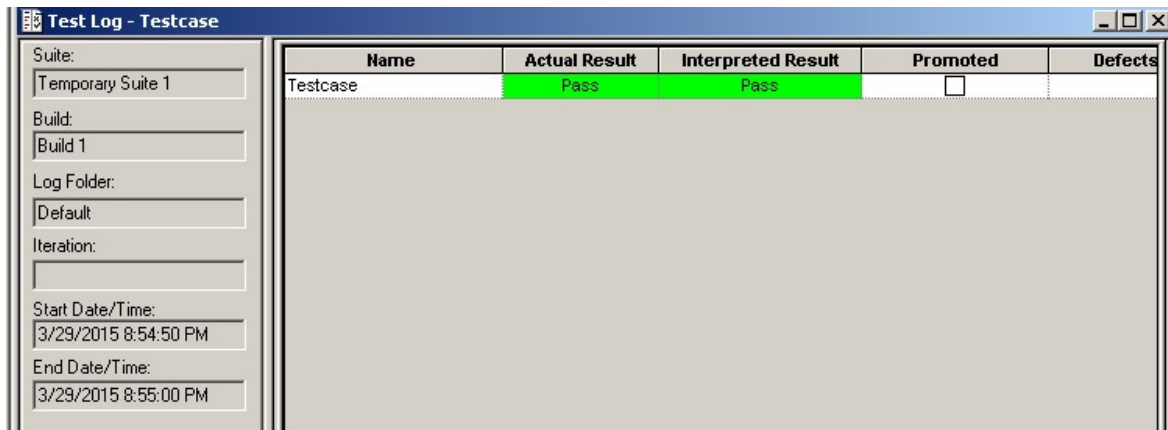 Test Log - Testcase
Suite:
Temporary Suite 1
Build:
Build 1
Log Folder:
Default
Iteration:
Start Date/Time:
3/29/2015 8:54:50 PM
End Date/Time:
3/29/2015 8:55:00 PM
Name Actual Result Interpreted Result Promoted Defects
Testcase Pass Pass